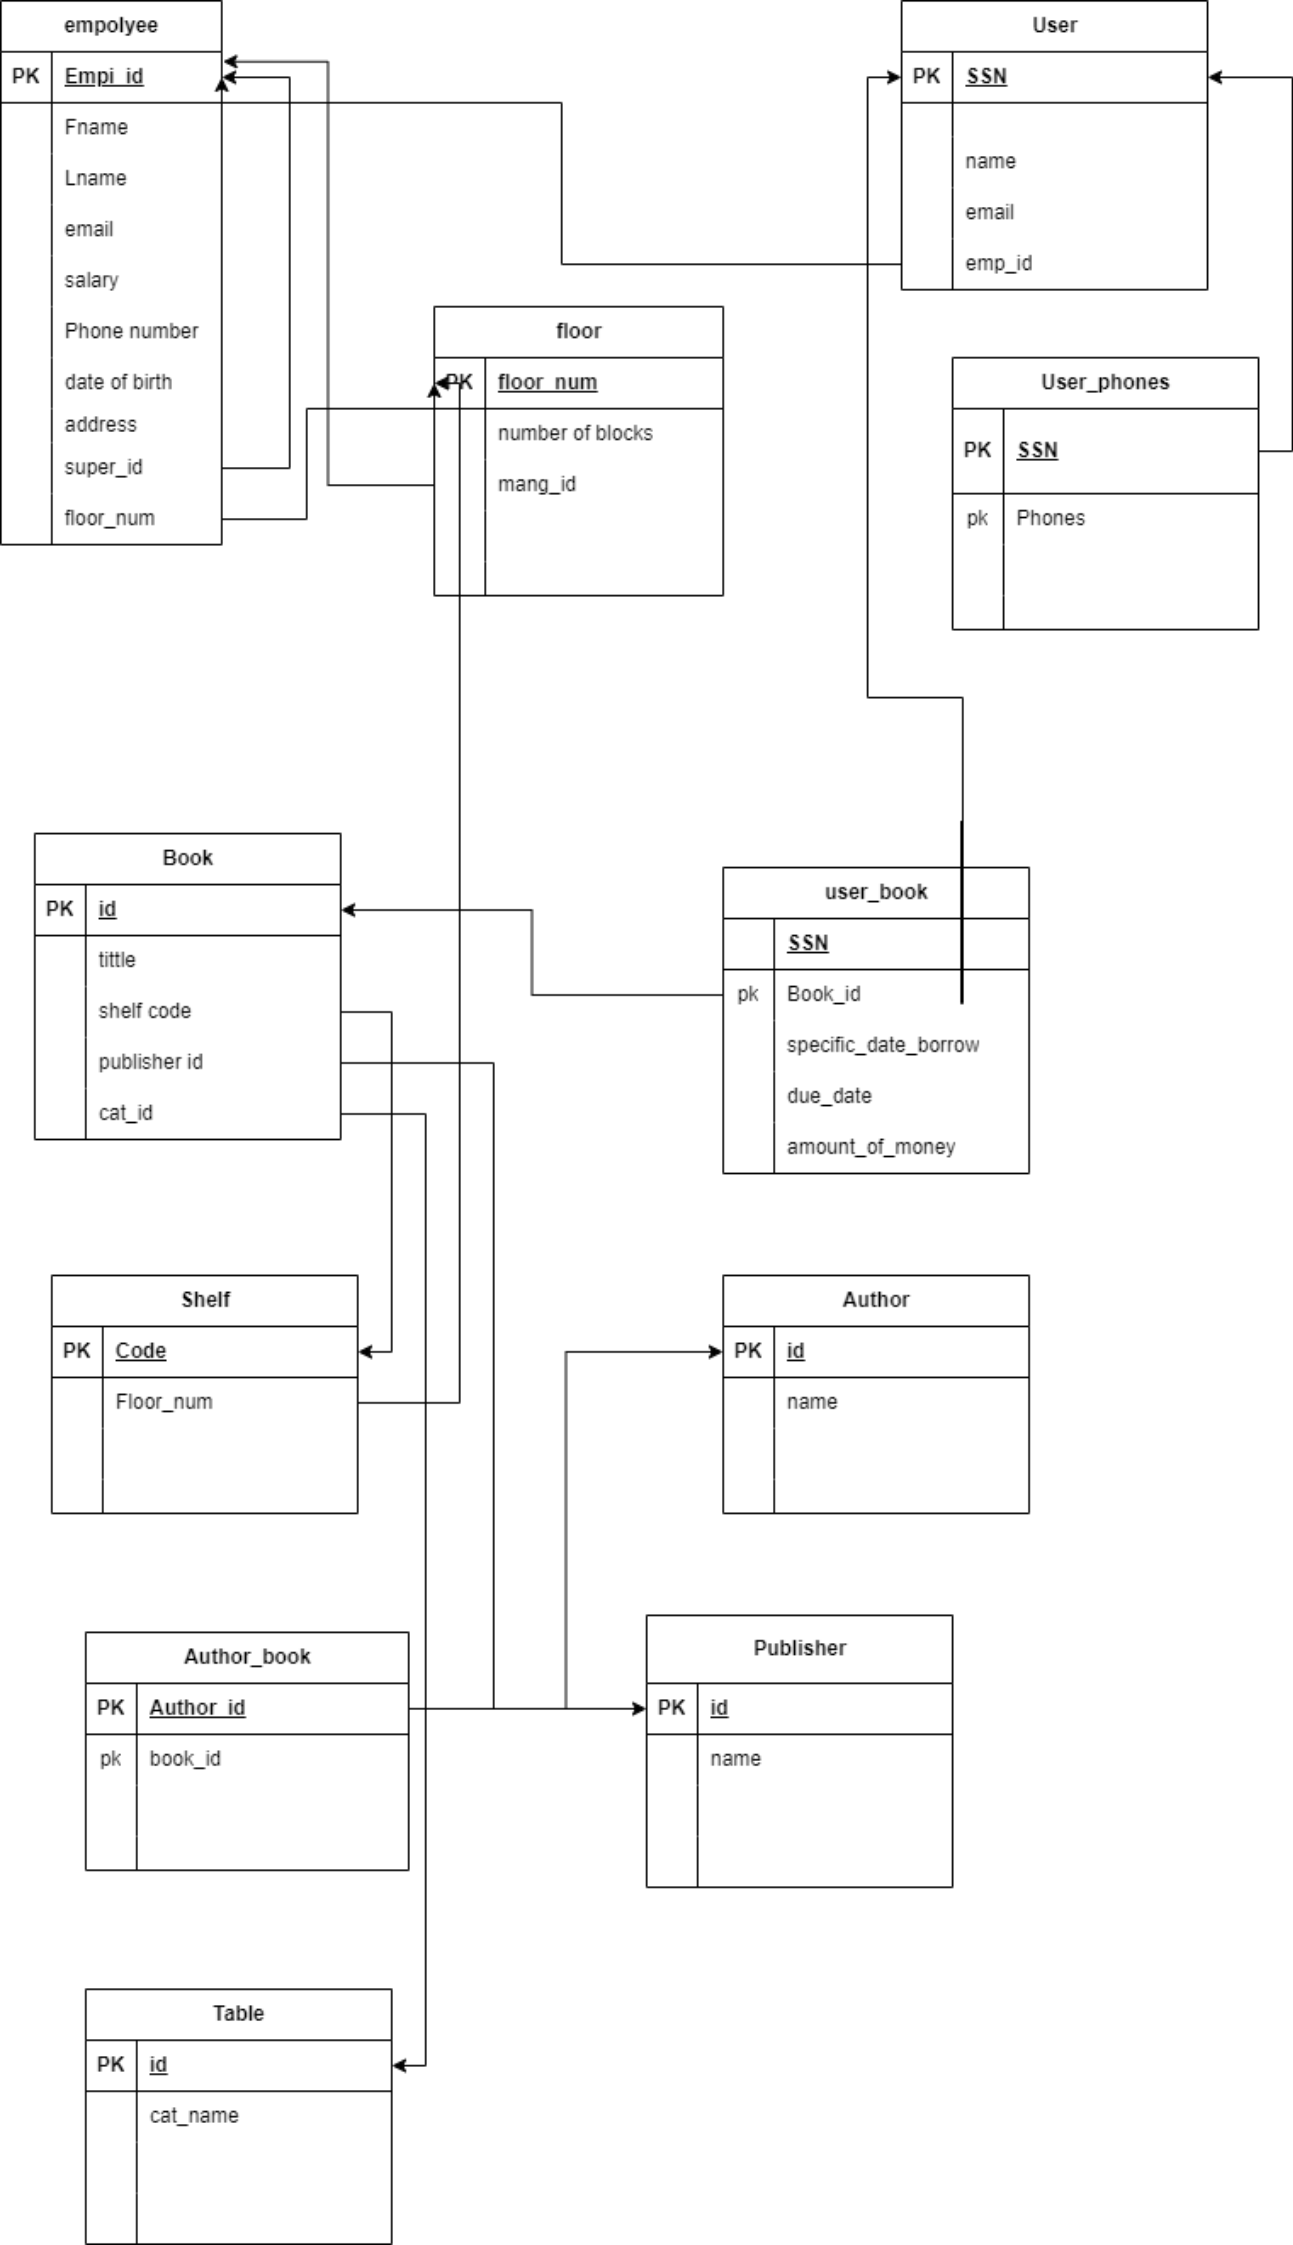 empolyee
PK Empi_id
Fname
Lname
email
salary
Phone number
date of birth
address
super_id
floor_num
User
PK SSN
name
email
emp_id
floor
PK floor_num
number of blocks
mang_id
User_phones
PK SSN
pk Phones
Book
PK id
tittle
shelf code
publisher id
cat_id
user_book
SSN
pk Book_id
specific_date_borrow
due_date
amount_of_money
Shelf
PK Code
Floor_num
Author
PK id
name
Author_book
PK Author_id
pk book_id
Publisher
PK id
name
Table
PK id
cat_name